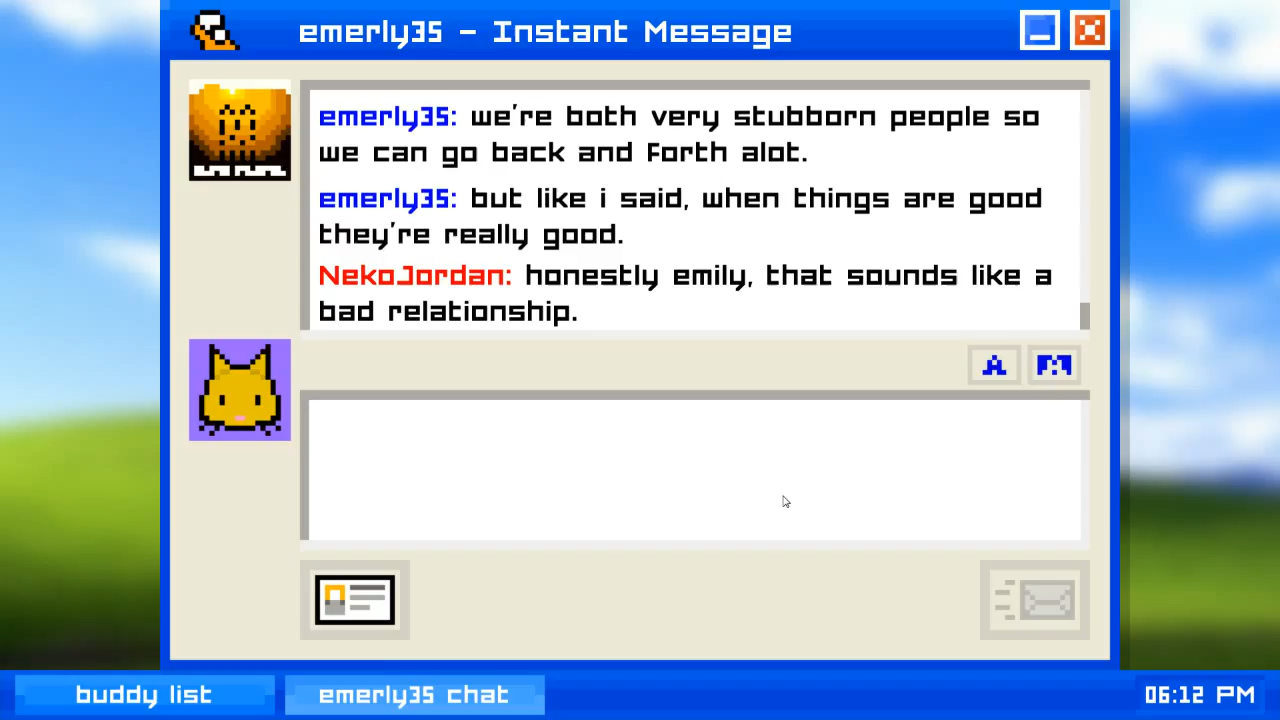 emerly35 - Instant Message
emerly35: we're both very stubborn people so
we can go back and forth alot.
emerly35: but like i said, when things are good
they're really good.
NekoJordan: honestly emily, that sounds like a
bad relationship.
A
buddy list
emerly35 chat
06:12 PM